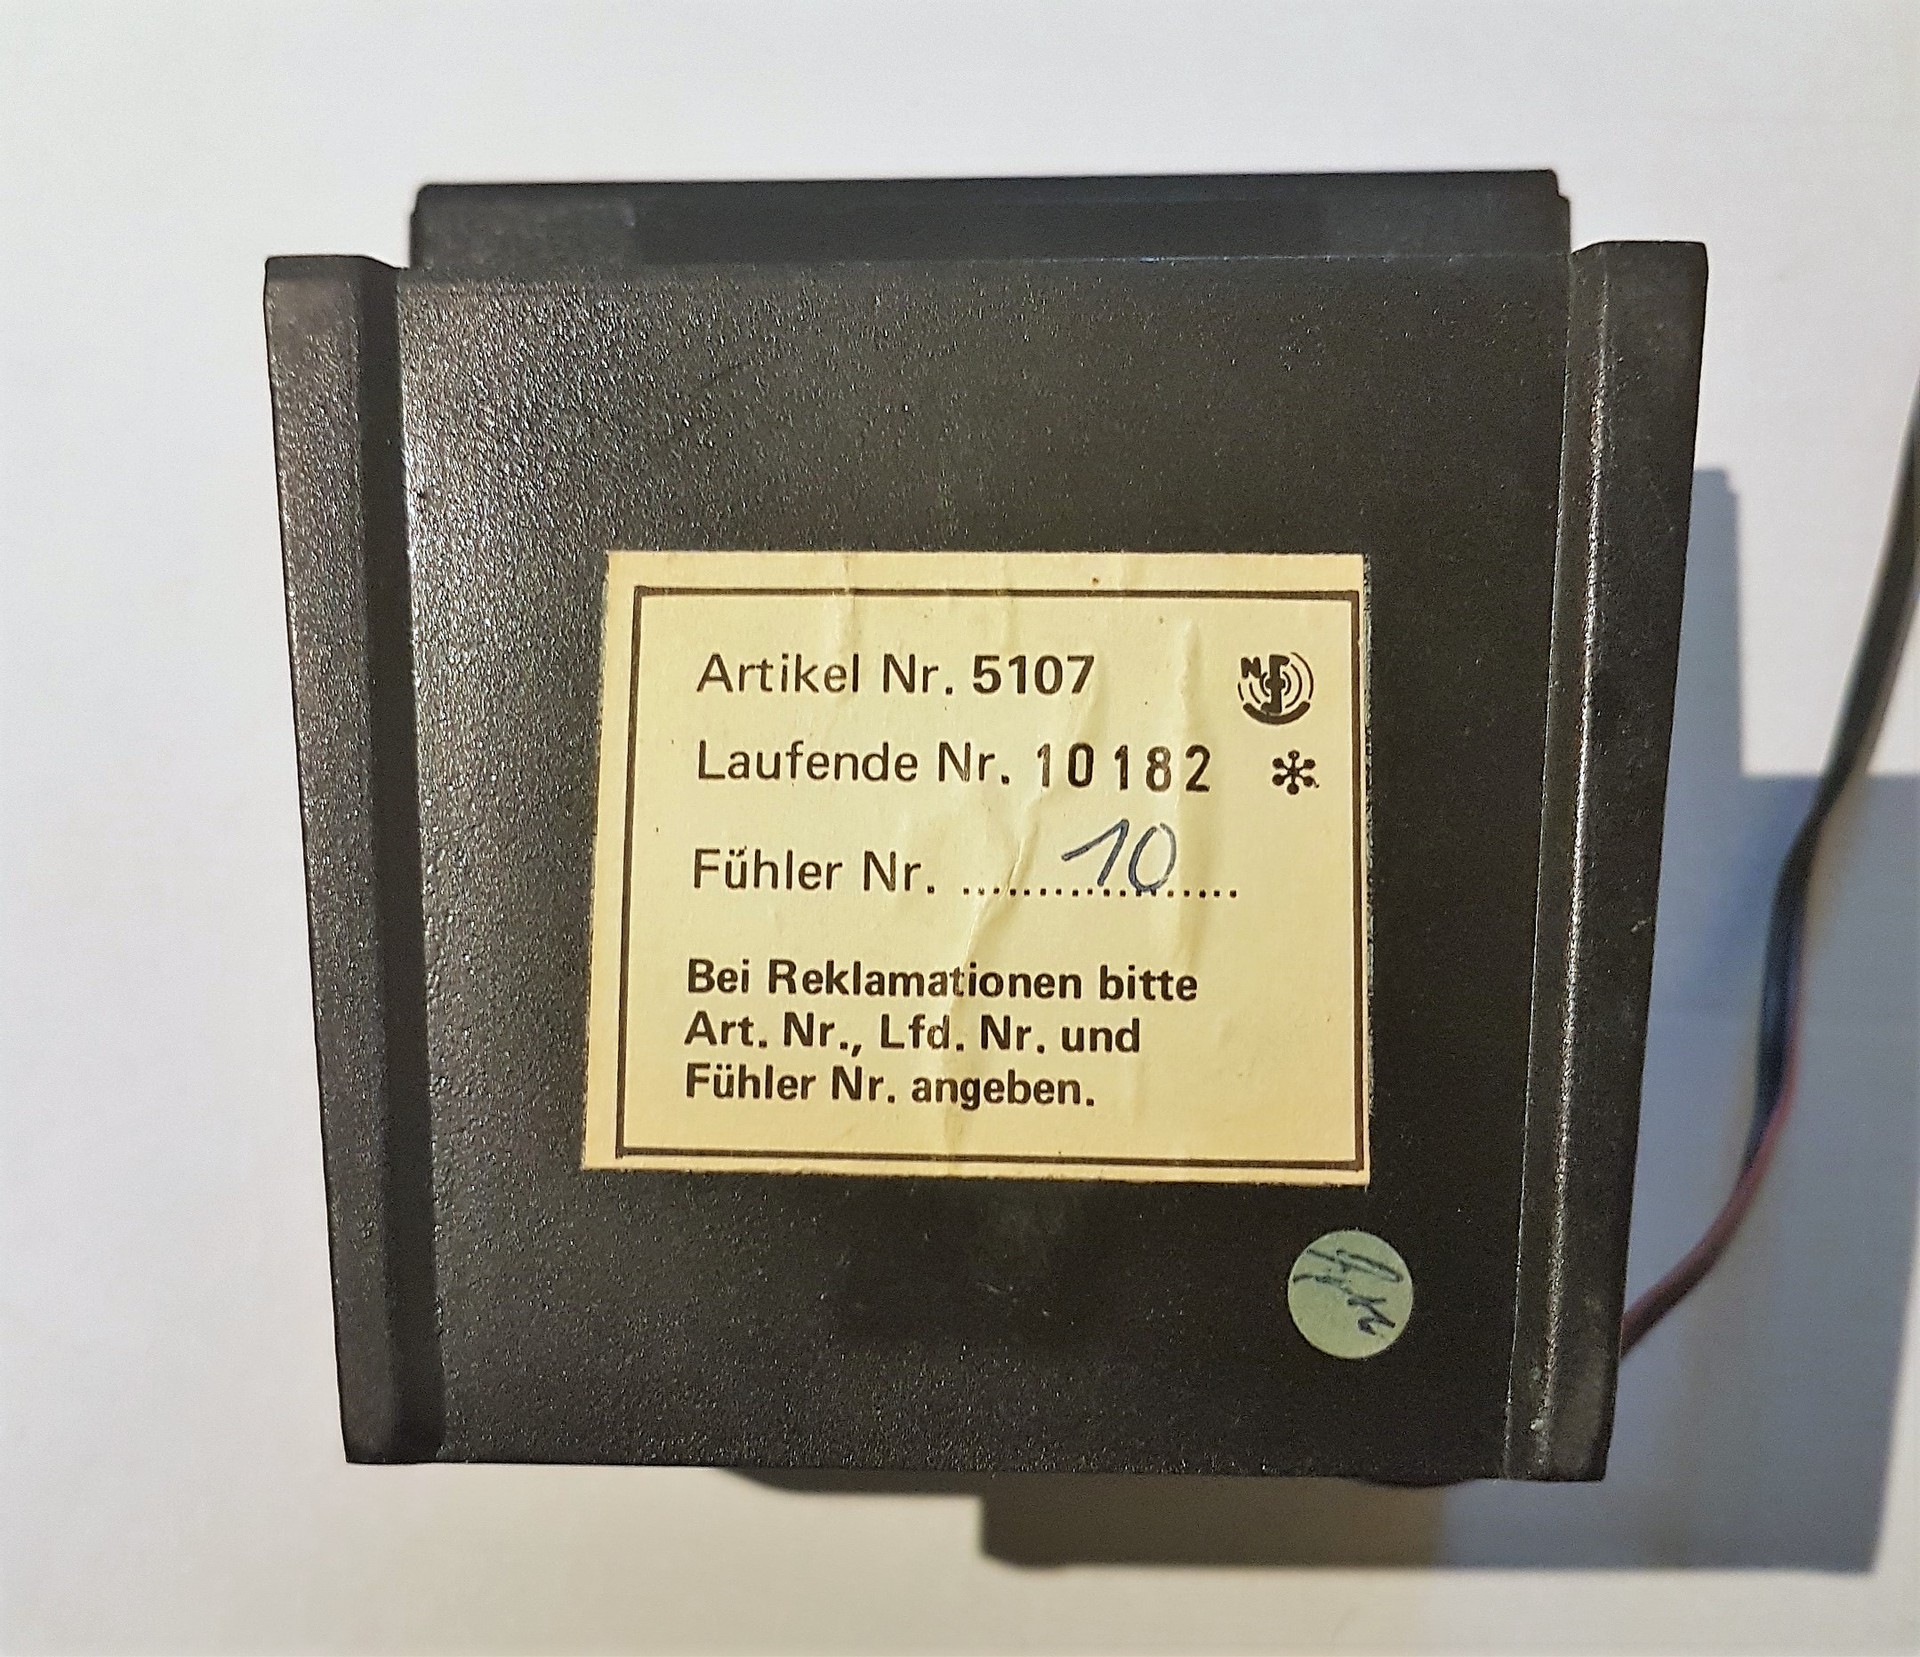 Artikel Nr. 5107
Laufende Nr. 10182 *
Fühler Nr. .................. 10
Bei Reklamationen bitte
Art. Nr., Lfd. Nr. und
Fühler Nr. angeben.